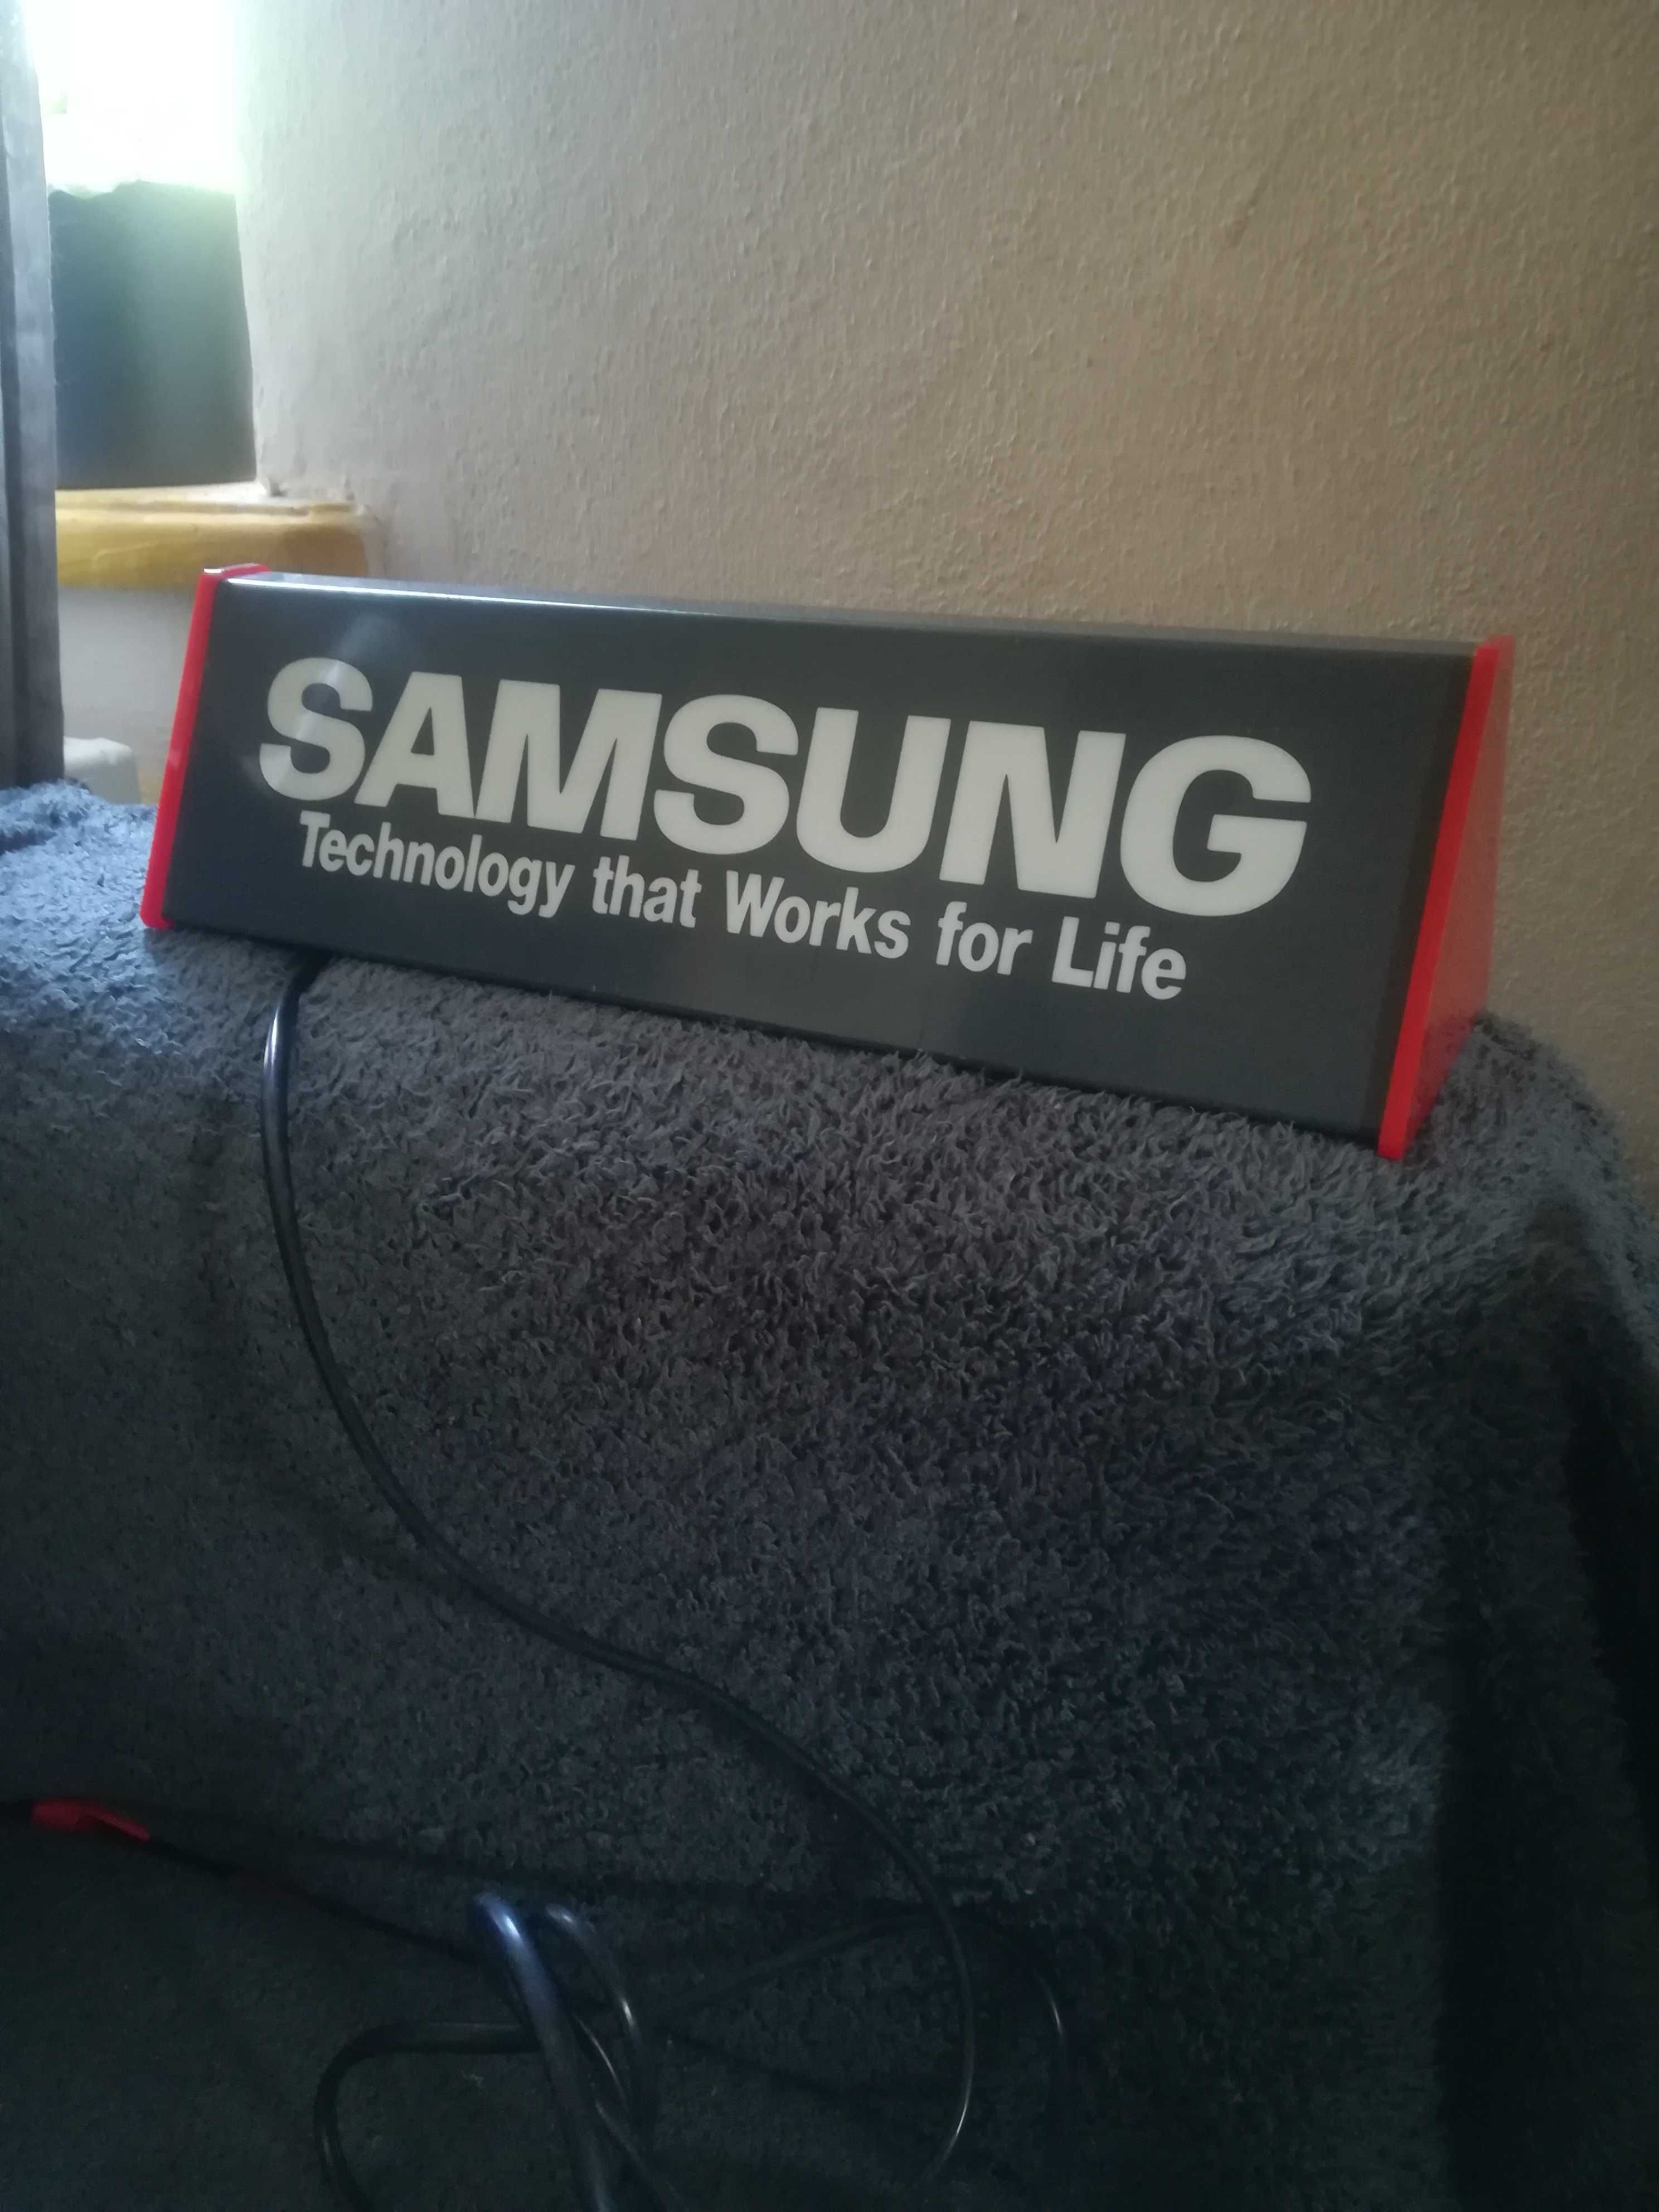 SAMSUNG
Technology that Works for Life